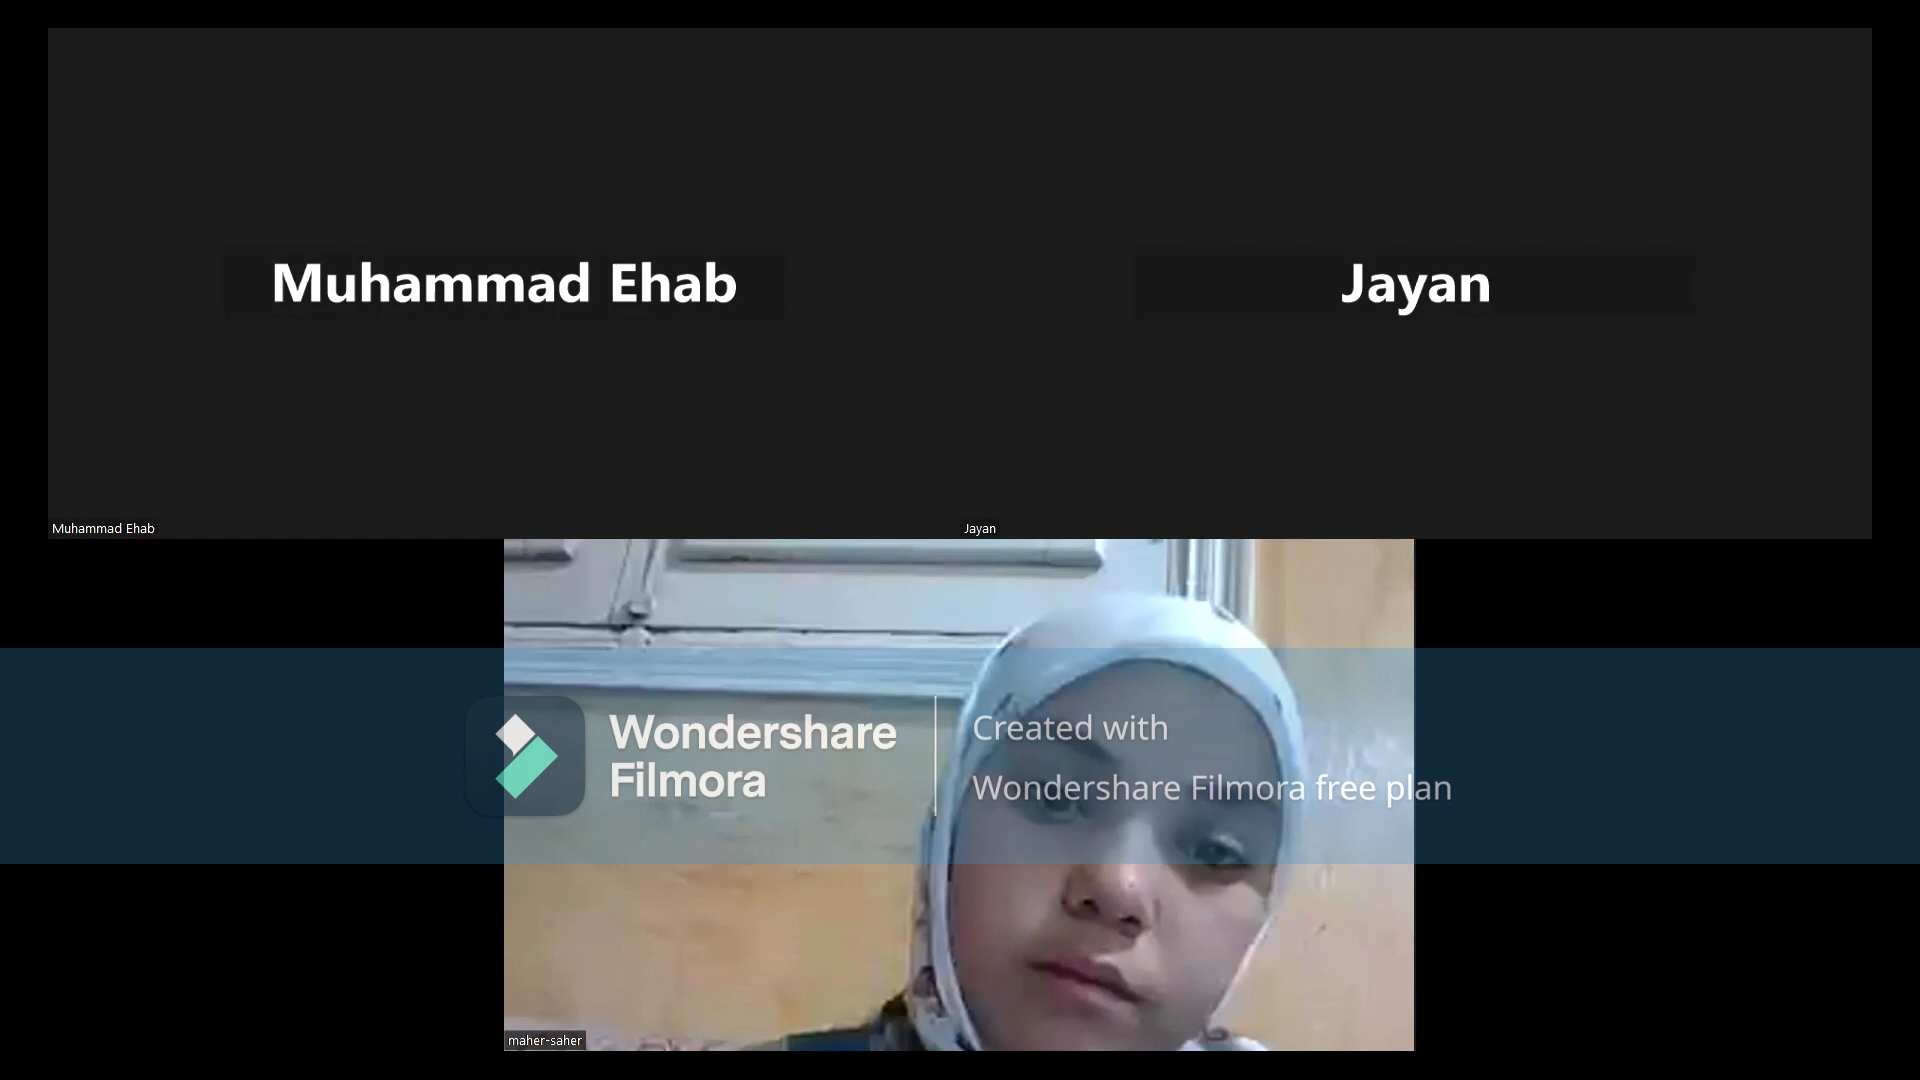 Muhammad Ehab
Jayan
Muhammad Ehab
Jayan
Wondershare
Filmora
Created with
Wondershare Filmora free plan
maher-saher